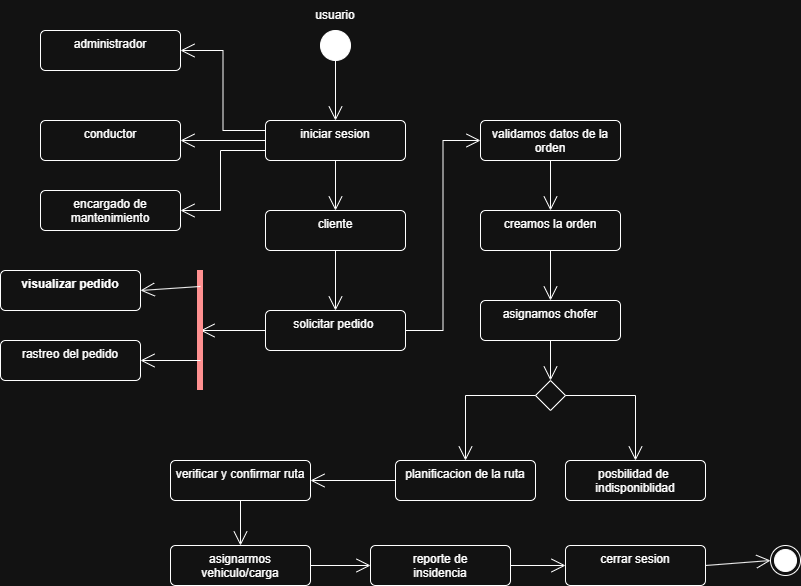 usuario
administrador
conductor
iniciar sesion
validamos datos de la
orden
encargado de
mantenimiento
cliente
creamos la orden
visualizar pedido
solicitar pedido
asignamos chofer
rastreo del pedido
verificar y confirmar ruta
planificacion de la ruta
posbilidad de
indisponiblidad
asignarmos
vehiculo/carga
reporte de
insidencia
cerrar sesion